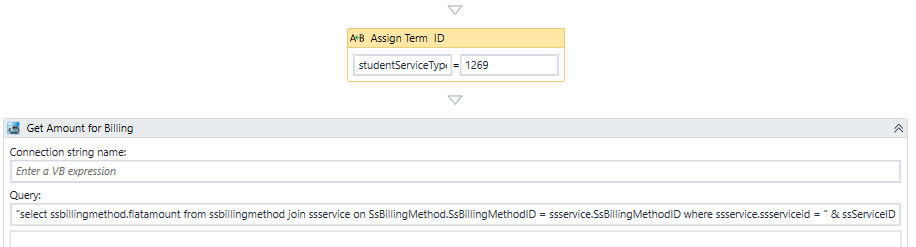 A*B Assign Term ID
studentServiceType = 1269
Get Amount for Billing
Connection string name:
Enter a VB expression
Query:
"select ssbillingmethod.flatamount from ssbillingmethod join ssservice on SsBillingMethod.SsBillingMethodID = ssservice.SsBillingMethodID where ssservice.ssserviceid = " & ssServiceID